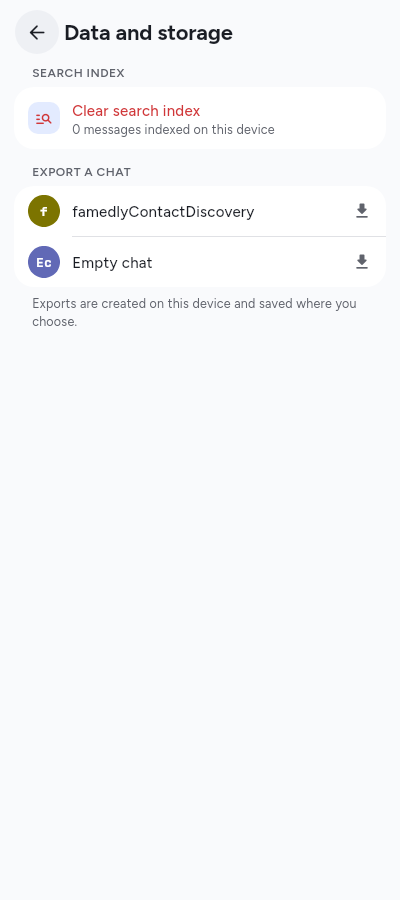 Data and storage
SEARCH INDEX
Clear search index
0 messages indexed on this device
EXPORT A CHAT
f famedlyContactDiscovery
Ec Empty chat
Exports are created on this device and saved where you
choose.